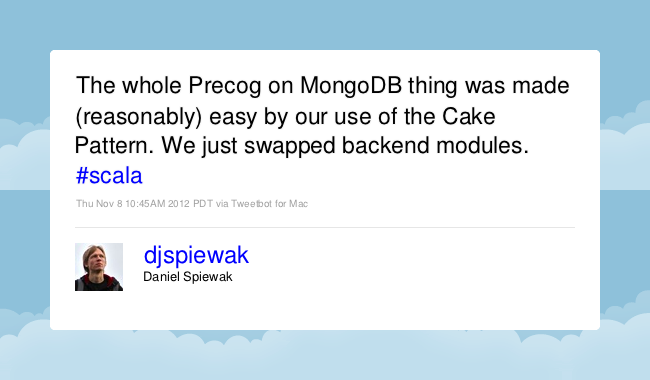 The whole Precog on MongoDB thing was made
(reasonably) easy by our use of the Cake
Pattern. We just swapped backend modules.
#scala
Thu Nov 8 10:45AM 2012 PDT via Tweetbot for Mac
djspiewak
Daniel Spiewak